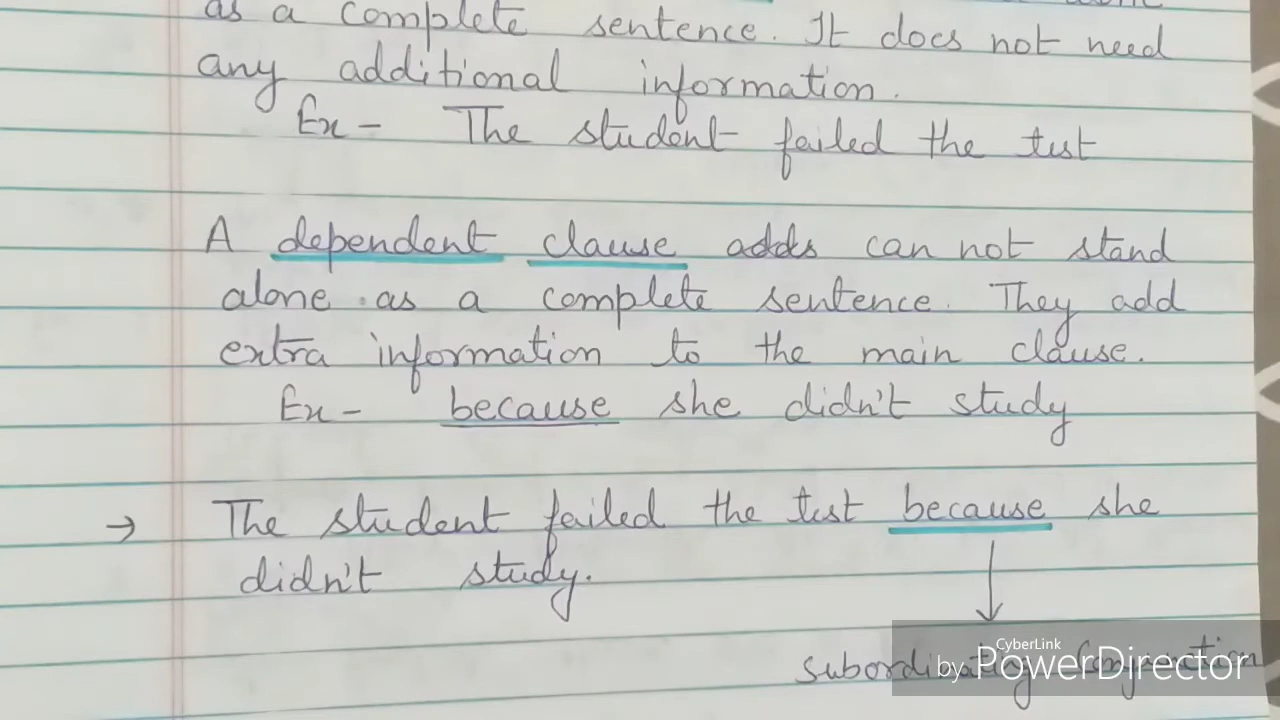 as a complete sentence. It does not need
any additional information.
Ex - The student failed the test
A dependent clause adds can not stand
alone as a complete sentence. They add
extra information to the main clause.
Ex - because she didn't study
→ The student failed the test because she
didn't study.
subordinating Conjunction
CyberLink
by PowerDirector